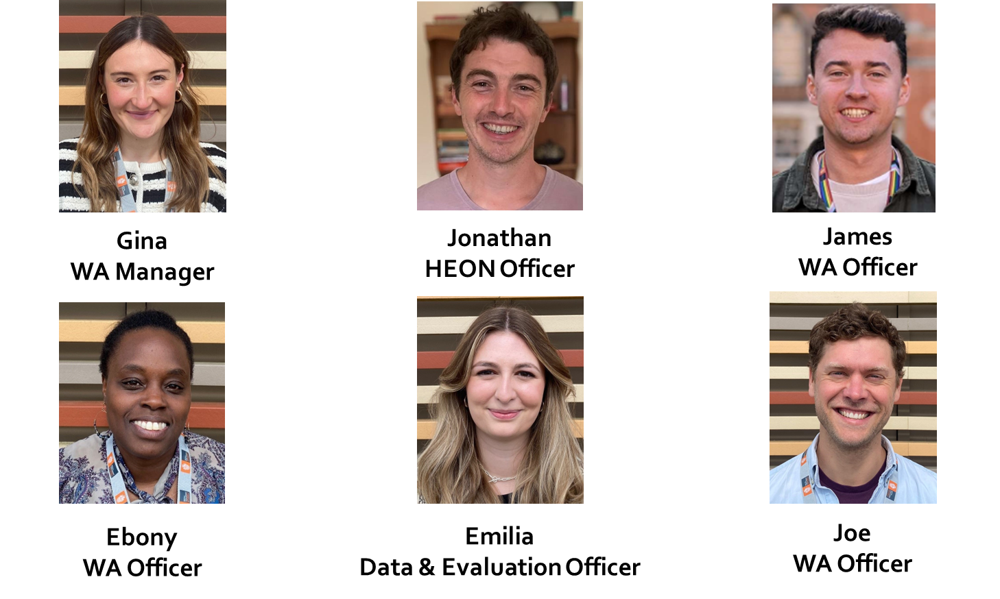 Gina
WA Manager
Jonathan
HEON Officer
James
WA Officer
Ebony
WA Officer
Emilia
Data & Evaluation Officer
Joe
WA Officer